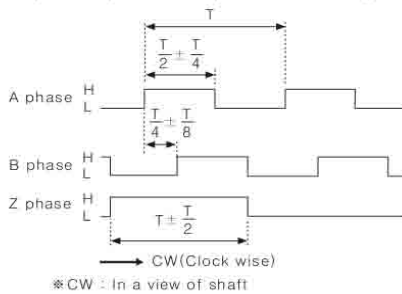 T
T/2 ± T/4
A phase H
L
T/4 ± T/8
B phase H
L
Z phase H
L
T ± T/2
CW(Clock wise)
※CW : In a view of shaft